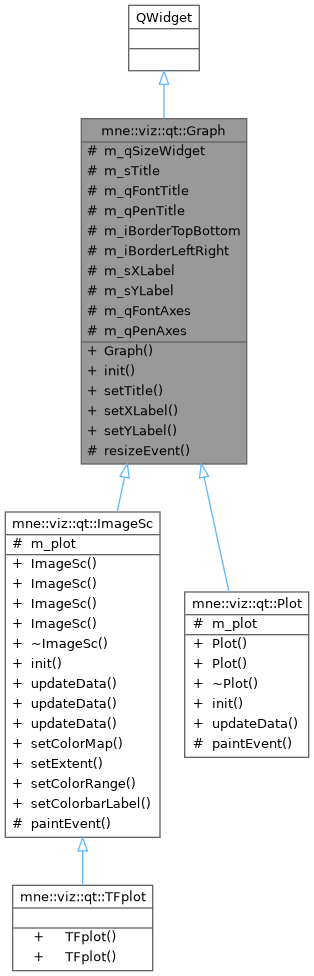 QWidget
mne::viz::qt::Graph
# m_qSizeWidget
# m_sTitle
# m_qFontTitle
# m_qPenTitle
# m_iBorderTopBottom
# m_iBorderLeftRight
# m_sXLabel
# m_sYLabel
# m_qFontAxes
# m_qPenAxes
+ Graph()
+ init()
+ setTitle()
+ setXLabel()
+ setYLabel()
# resizeEvent()
mne::viz::qt::ImageSc
# m_plot
+ ImageSc()
+ ImageSc()
+ ImageSc()
+ ImageSc()
+ ~ImageSc()
+ init()
+ updateData()
+ updateData()
+ updateData()
+ setColorMap()
+ setExtent()
+ setColorRange()
+ setColorbarLabel()
# paintEvent()
mne::viz::qt::Plot
# m_plot
+ Plot()
+ Plot()
+ ~Plot()
+ init()
+ updateData()
# paintEvent()
mne::viz::qt::TFplot
+ TFplot()
+ TFplot()